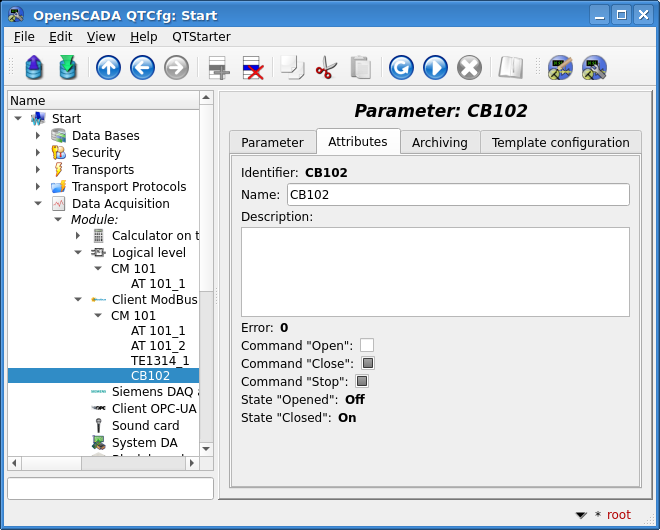 OpenSCADA QTCfg: Start
File Edit View Help QTStarter
Name
Start
Data Bases
Security
Transports
Transport Protocols
Data Acquisition
Module:
Calculator on t
Logical level
CM 101
AT 101_1
Client ModBus
CM 101
AT 101_1
AT 101_2
TE1314_1
CB102
Siemens DAQ
Client OPC-UA
Sound card
System DA
Parameter: CB102
Parameter Attributes Archiving Template configuration
Identifier: CB102
Name: CB102
Description:
Error: 0
Command "Open":
Command "Close":
Command "Stop":
State "Opened": Off
State "Closed": On
* root